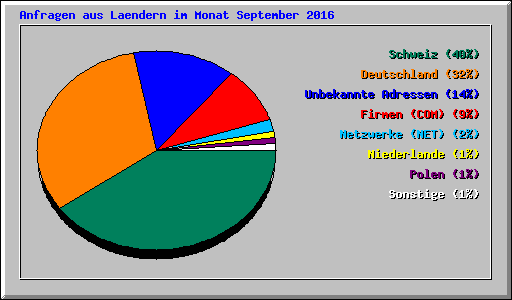 Anfragen aus Laendern im Monat September 2016
Schweiz (40%)
Deutschland (32%)
Unbekannte Adressen (14%)
Firmen (COM) (9%)
Netzwerke (NET) (2%)
Niederlande (1%)
Polen (1%)
Sonstige (1%)